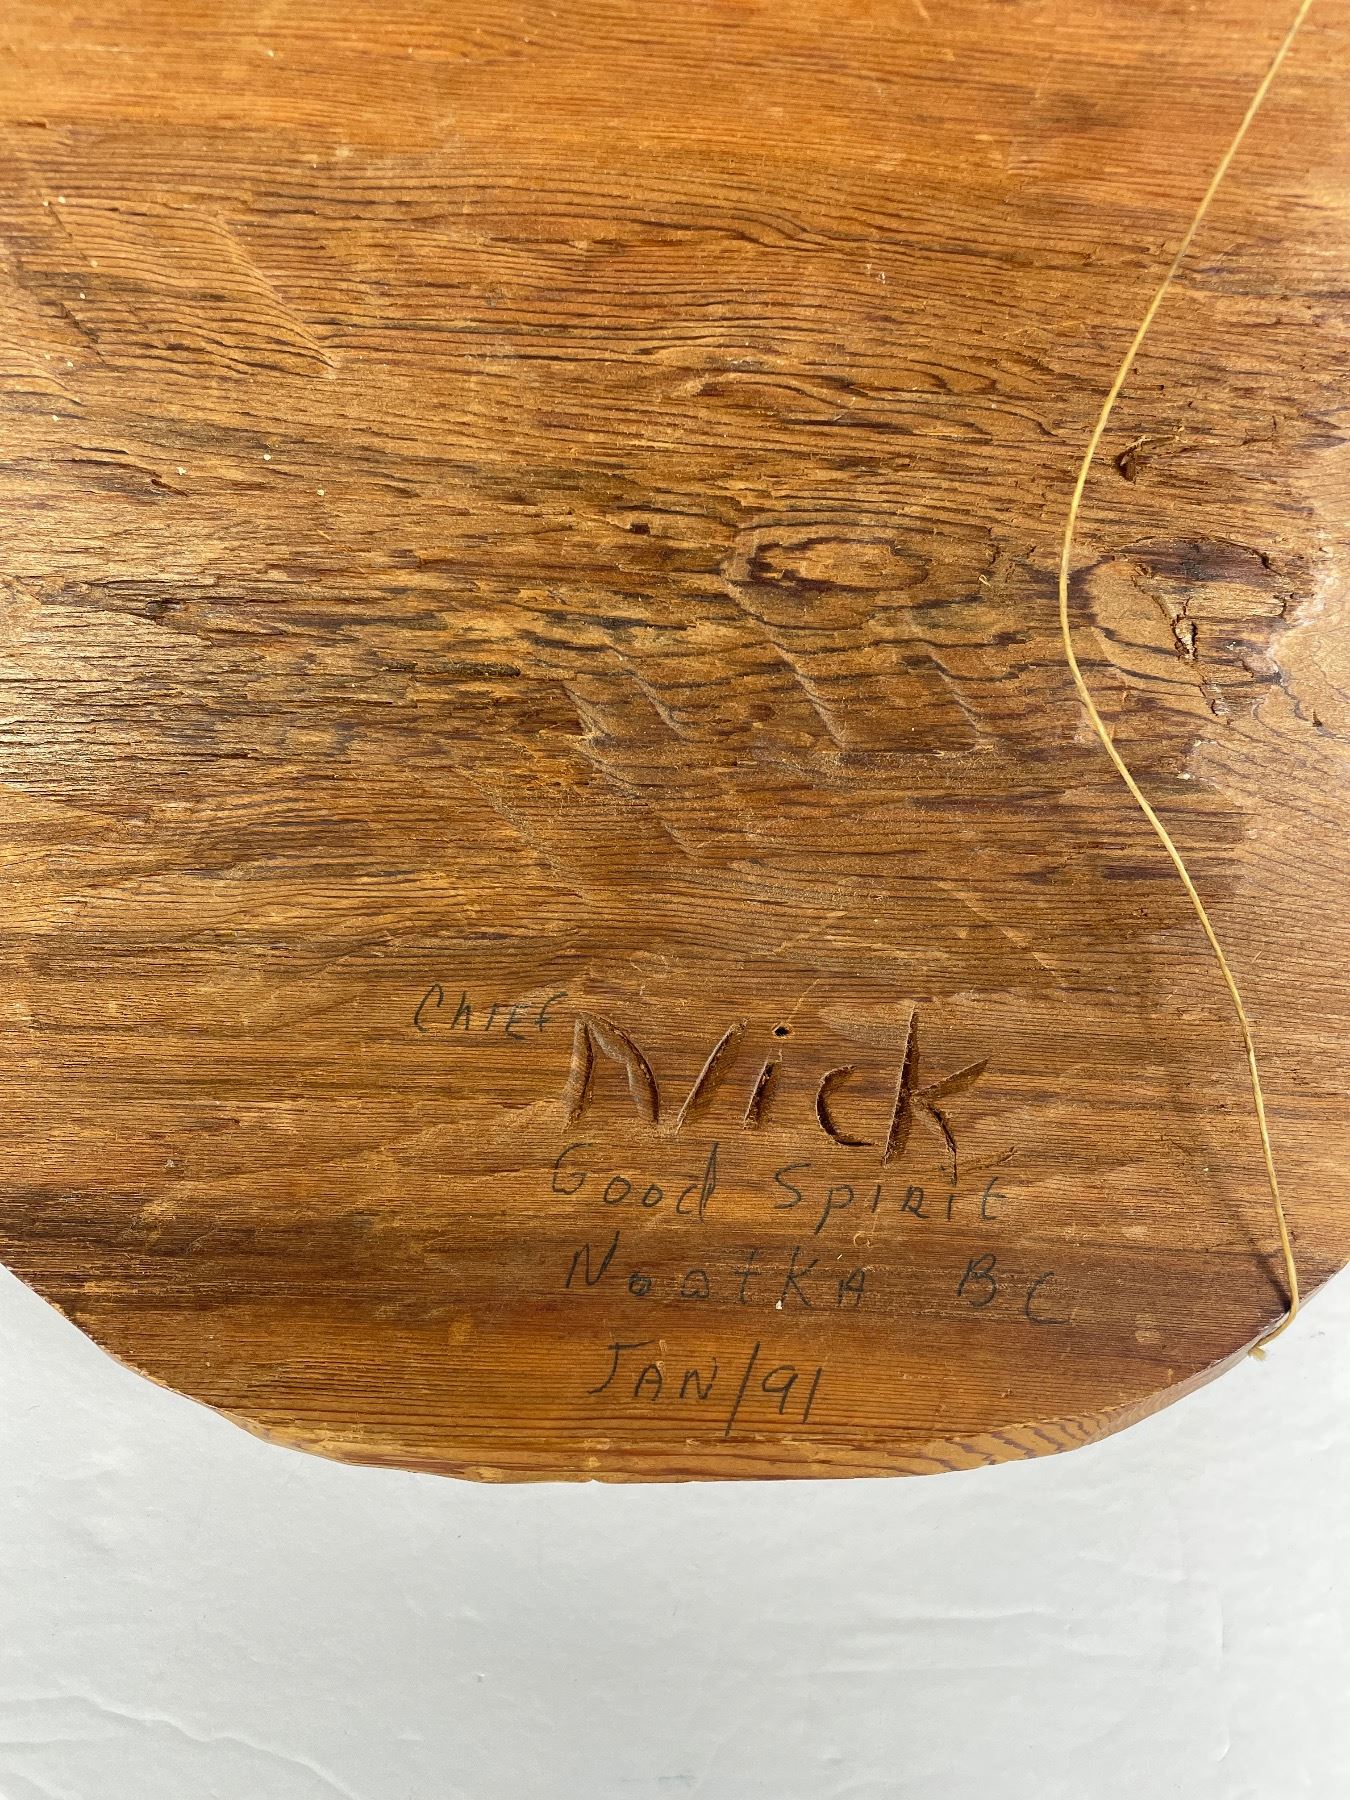 Chief Nick
Good Spirit
Nootka BC
Jan/91